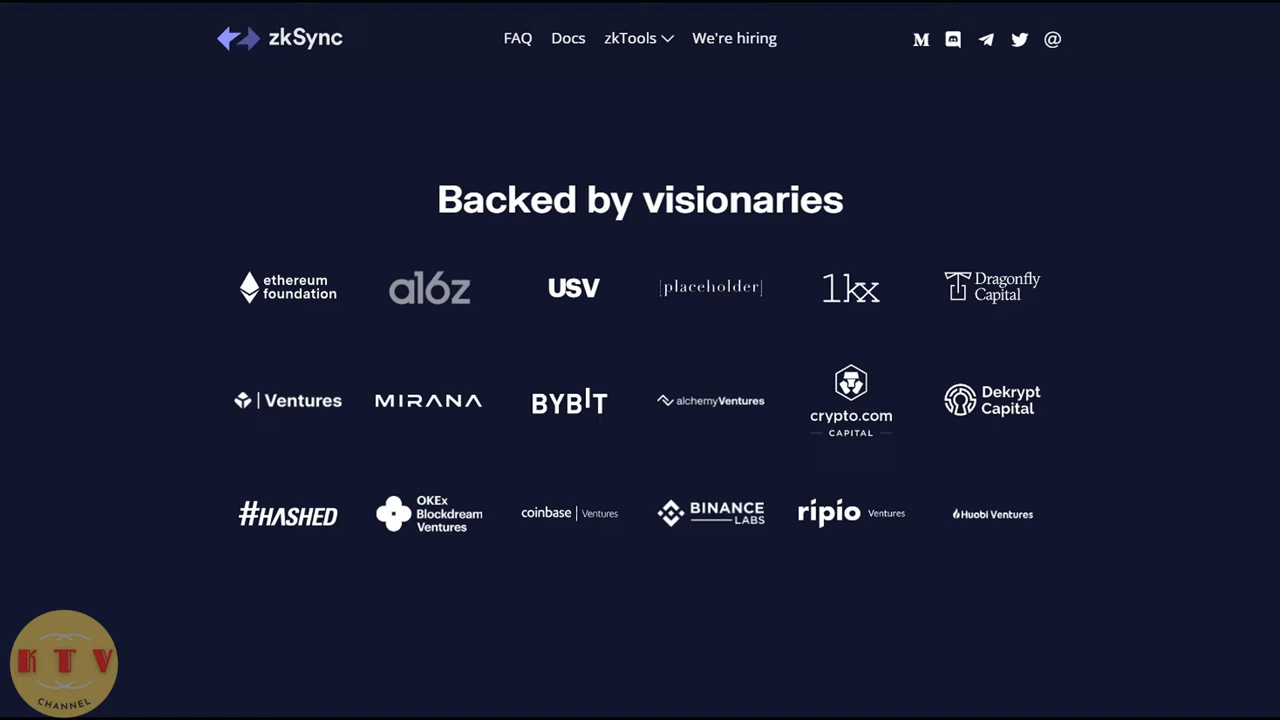 zkSync
FAQ Docs zkTools We're hiring
Backed by visionaries
ethereum
foundation
a16z
USV
[placeholder]
1kx
Dragonfly
Capital
Ventures
MIRANA
BYBIT
alchemyVentures
crypto.com
CAPITAL
Dekrypt
Capital
#HASHED
OKEx
Blockdream
Ventures
coinbase | Ventures
BINANCE
LABS
ripio Ventures
Huobi Ventures
KTV
CHANNEL